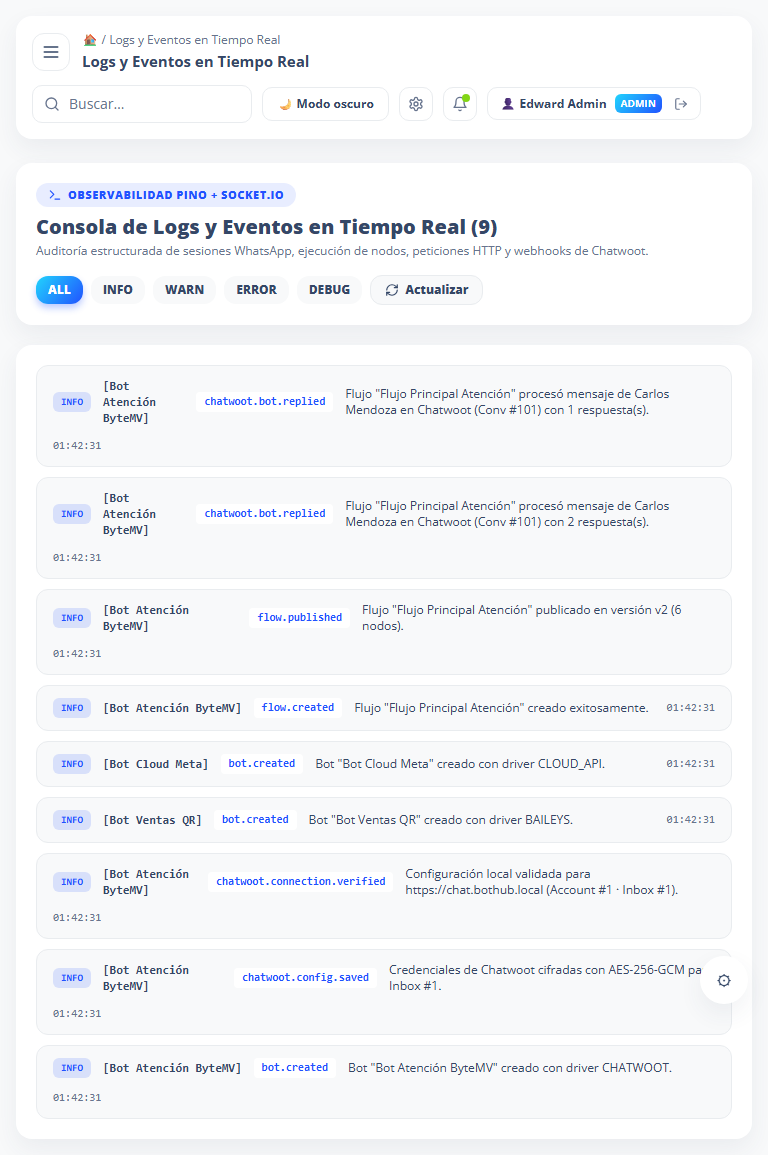 🏠 / Logs y Eventos en Tiempo Real
Logs y Eventos en Tiempo Real
Buscar...
🌙 Modo oscuro
👤 Edward Admin ADMIN
OBSERVABILIDAD PINO + SOCKET.IO
Consola de Logs y Eventos en Tiempo Real (9)
Auditoría estructurada de sesiones WhatsApp, ejecución de nodos, peticiones HTTP y webhooks de Chatwoot.
ALL INFO WARN ERROR DEBUG Actualizar
INFO
[Bot
Atención
ByteMV]
chatwoot.bot.replied
Flujo "Flujo Principal Atención" procesó mensaje de Carlos
Mendoza en Chatwoot (Conv #101) con 1 respuesta(s).
01:42:31
INFO
[Bot
Atención
ByteMV]
chatwoot.bot.replied
Flujo "Flujo Principal Atención" procesó mensaje de Carlos
Mendoza en Chatwoot (Conv #101) con 2 respuesta(s).
01:42:31
INFO
[Bot Atención
ByteMV]
flow.published
Flujo "Flujo Principal Atención" publicado en versión v2 (6
nodos).
01:42:31
INFO [Bot Atención ByteMV] flow.created Flujo "Flujo Principal Atención" creado exitosamente. 01:42:31
INFO [Bot Cloud Meta] bot.created Bot "Bot Cloud Meta" creado con driver CLOUD_API. 01:42:31
INFO [Bot Ventas QR] bot.created Bot "Bot Ventas QR" creado con driver BAILEYS. 01:42:31
INFO
[Bot Atención
ByteMV]
chatwoot.connection.verified
Configuración local validada para
https://chat.bothub.local (Account #1 · Inbox #1).
01:42:31
INFO
[Bot Atención
ByteMV]
chatwoot.config.saved
Credenciales de Chatwoot cifradas con AES-256-GCM pa
Inbox #1.
01:42:31
INFO [Bot Atención ByteMV] bot.created Bot "Bot Atención ByteMV" creado con driver CHATWOOT.
01:42:31